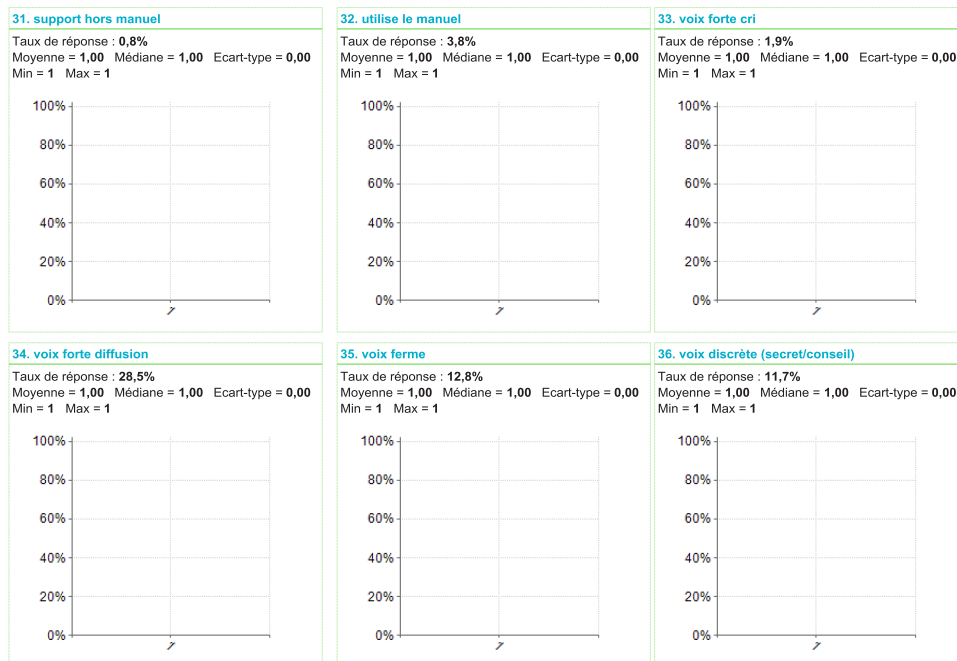 31. support hors manuel
Taux de réponse : 0,8%
Moyenne = 1,00 Médiane = 1,00 Ecart-type = 0,00
Min = 1 Max = 1
100%
80%
60%
40%
20%
0%
1
32. utilise le manuel
Taux de réponse : 3,8%
Moyenne = 1,00 Médiane = 1,00 Ecart-type = 0,00
Min = 1 Max = 1
100%
80%
60%
40%
20%
0%
1
33. voix forte cri
Taux de réponse : 1,9%
Moyenne = 1,00 Médiane = 1,00 Ecart-type = 0,00
Min = 1 Max = 1
100%
80%
60%
40%
20%
0%
1
34. voix forte diffusion
Taux de réponse : 28,5%
Moyenne = 1,00 Médiane = 1,00 Ecart-type = 0,00
Min = 1 Max = 1
100%
80%
60%
40%
20%
0%
1
35. voix ferme
Taux de réponse : 12,8%
Moyenne = 1,00 Médiane = 1,00 Ecart-type = 0,00
Min = 1 Max = 1
100%
80%
60%
40%
20%
0%
1
36. voix discrète (secret/conseil)
Taux de réponse : 11,7%
Moyenne = 1,00 Médiane = 1,00 Ecart-type = 0,00
Min = 1 Max = 1
100%
80%
60%
40%
20%
0%
1